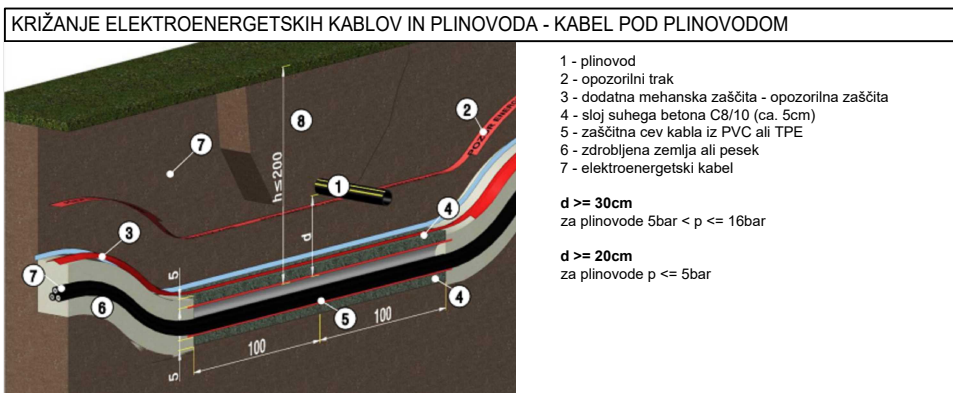 KRIŽANJE ELEKTROENERGETSKIH KABLOV IN PLINOVODA - KABEL POD PLINOVODOM
1 - plinovod
2 - opozorilni trak
3 - dodatna mehanska zaščita - opozorilna zaščita
4 - sloj suhega betona C8/10 (ca. 5cm)
5 - zaščitna cev kabla iz PVC ali TPE
6 - zdrobljena zemlja ali pesek
7 - elektroenergetski kabel
d >= 30cm
za plinovode 5bar < p <= 16bar
d >= 20cm
za plinovode p <= 5bar
8
2
7
h≤200
1
d
4
3
7
5
6
4
5
100
100
5